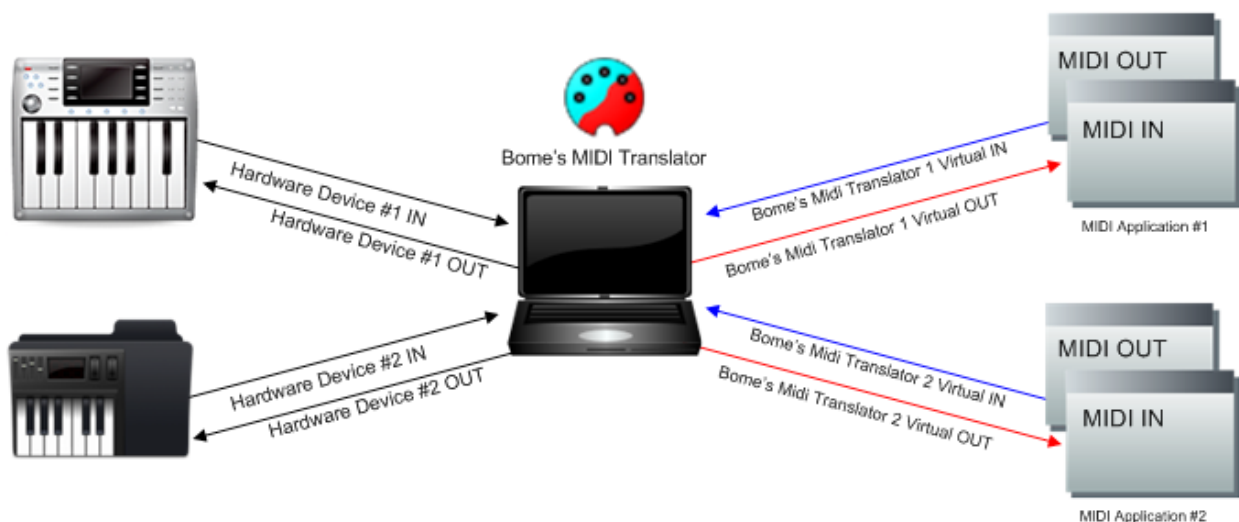 MIDI OUT
MIDI IN
MIDI Application #1
Bome's MIDI Translator
Hardware Device #1 IN
Hardware Device #1 OUT
Bome's Midi Translator 1 Virtual IN
Bome's Midi Translator 1 Virtual OUT
Hardware Device #2 IN
Hardware Device #2 OUT
Bome's Midi Translator 2 Virtual IN
Bome's Midi Translator 2 Virtual OUT
MIDI OUT
MIDI IN
MIDI Application #2